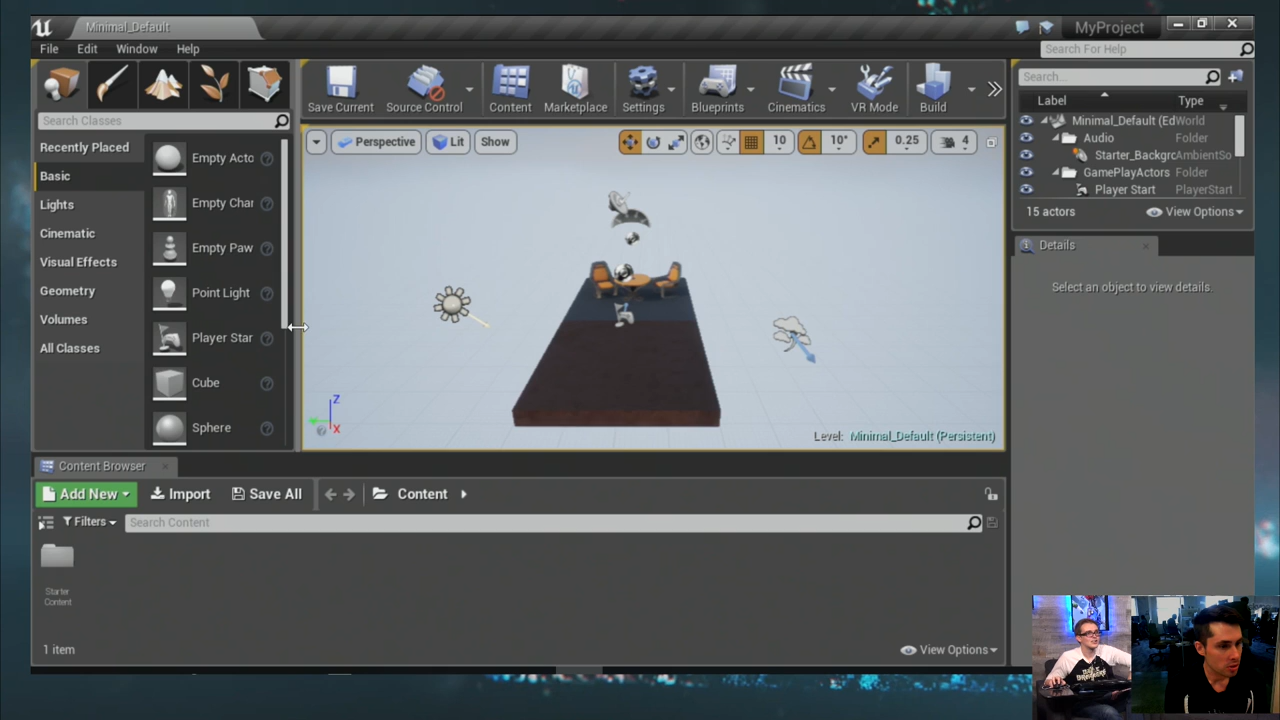 Minimal_Default
MyProject
File Edit Window Help
Search For Help
Save Current
Source Control
Content
Marketplace
Settings
Blueprints
Cinematics
VR Mode
Build
Search Classes
Recently Played
Basic
Lights
Cinematic
Visual Effects
Geometry
Volumes
All Classes
Empty Acto
Empty Char
Empty Paw
Point Light
Player Star
Cube
Sphere
Perspective
Lit
Show
10
10°
0.25
4
Z
X
Level: Minimal_Default (Persistent)
Search...
Label Type
Minimal_Default (Ed World
Audio Folder
Starter_Backgrc AmbientSo
GamePlayActors Folder
Player Start PlayerStart
15 actors
View Options
Details
Select an object to view details.
Content Browser
Add New
Import
Save All
Content
Filters
Search Content
Starter
Content
1 item
View Options